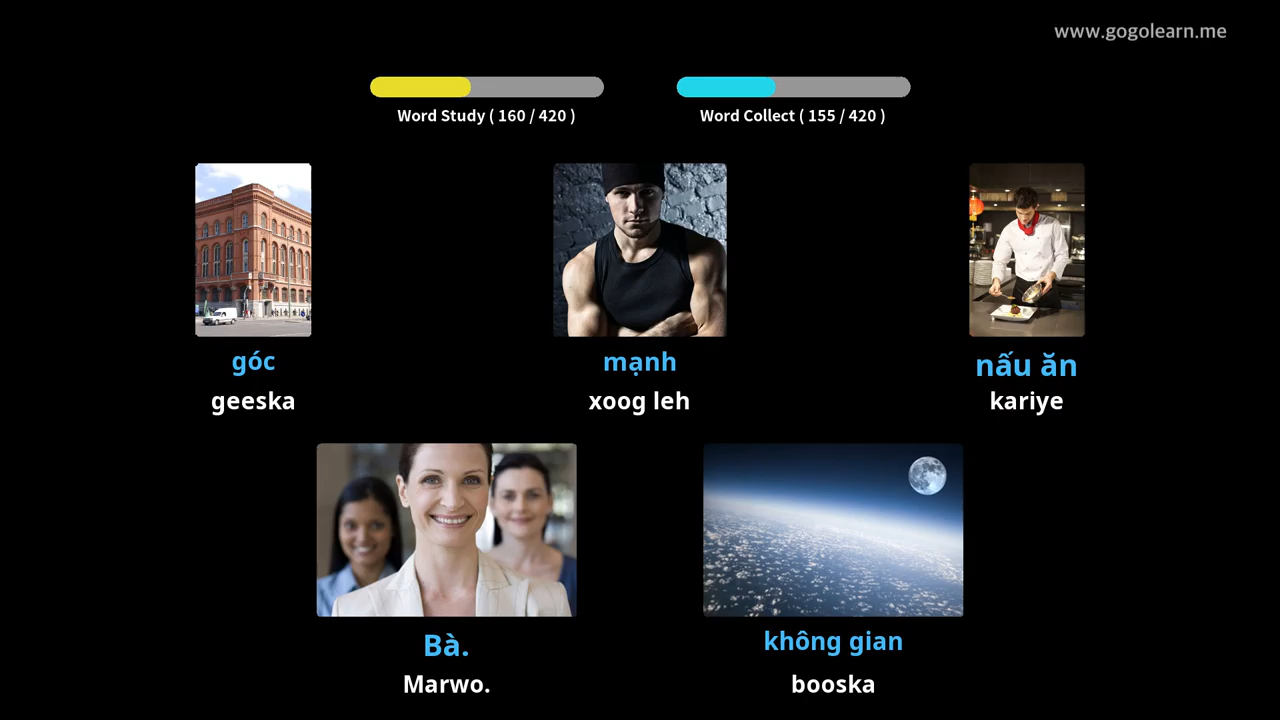 www.gogolearn.me
Word Study ( 160 / 420 )
Word Collect ( 155 / 420 )
góc
geeska
mạnh
xoog leh
nấu ăn
kariye
Bà.
Marwo.
không gian
booska